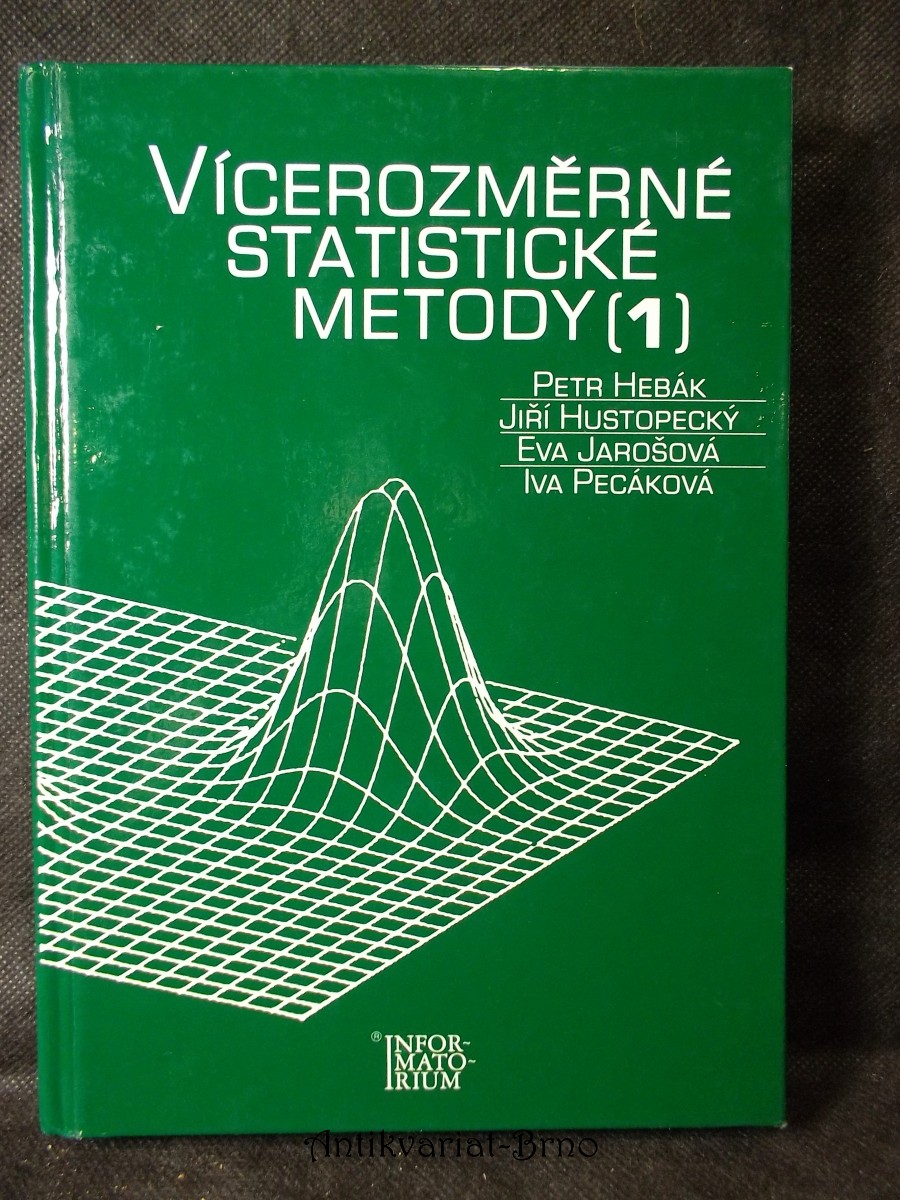 VÍCEROZMĚRNÉ
STATISTICKÉ
METODY (1)
PETR HEBÁK
JIŘÍ HUSTOPECKÝ
EVA JAROŠOVÁ
IVA PECÁKOVÁ
® INFOR-
MATO-
RIUM
Antikvariat-Brno